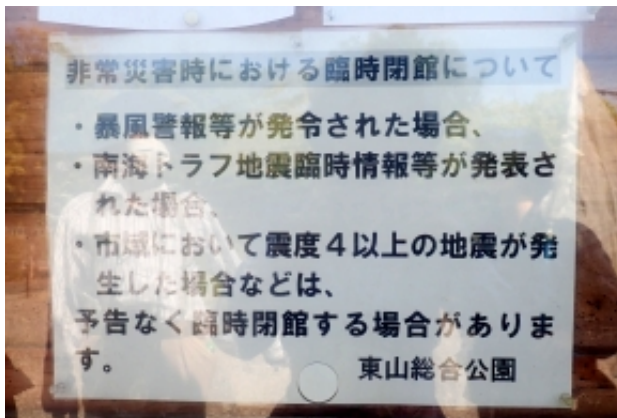 非常災害時における臨時閉館について
・暴風警報等が発令された場合、
・南海トラフ地震臨時情報等が発表さ
れた場合、
・市域において震度４以上の地震が発
生した場合などは、
予告なく臨時閉館する場合がありま
す。
東山総合公園